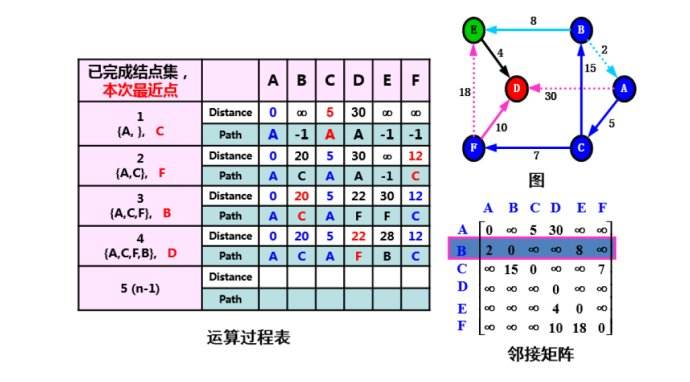 已完成结点集，
本次最近点
A B C D E F
1
{A, }, C
Distance 0 ∞ 5 30 ∞ ∞
Path A -1 A A -1 -1
2
{A,C}, F
Distance 0 20 5 30 ∞ 12
Path A C A A -1 C
3
{A,C,F}, B
Distance 0 20 5 22 30 12
Path A C A F F C
4
{A,C,F,B}, D
Distance 0 20 5 22 28 12
Path A C A F B C
5 (n-1)
Distance
Path
运算过程表
E 8 B
4 2
15
D A
18 30
10 5
F 7 C
图
A B C D E F
A 0 ∞ 5 30 ∞ ∞
B 2 0 ∞ ∞ 8 ∞
C ∞ 15 0 ∞ ∞ 7
D ∞ ∞ ∞ 0 ∞ ∞
E ∞ ∞ ∞ 4 0 ∞
F ∞ ∞ ∞ 10 18 0
邻接矩阵